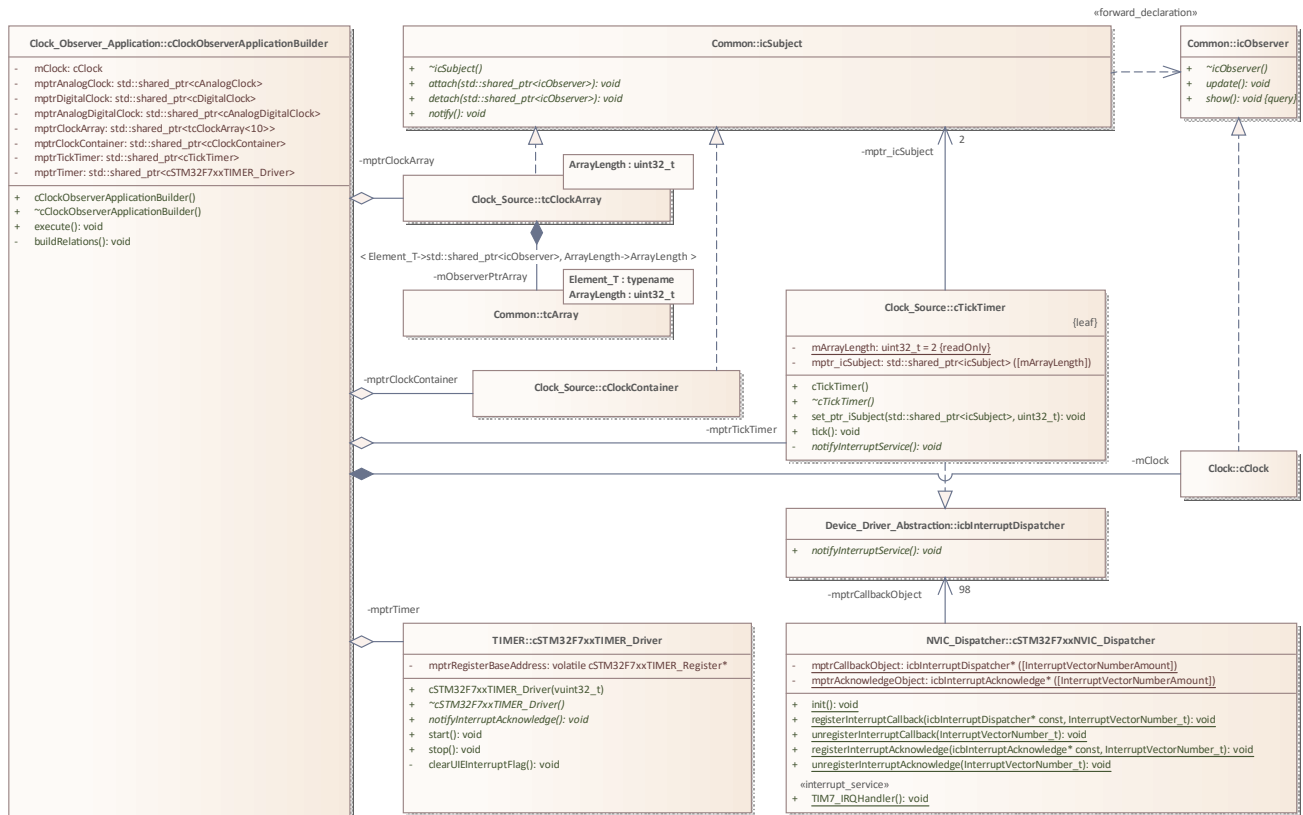 Clock_Observer_Application::cClockObserverApplicationBuilder
- mClock: cClock
- mptrAnalogClock: std::shared_ptr<cAnalogClock>
- mptrDigitalClock: std::shared_ptr<cDigitalClock>
- mptrAnalogDigitalClock: std::shared_ptr<cAnalogDigitalClock>
- mptrClockArray: std::shared_ptr<tcClockArray<10>>
- mptrClockContainer: std::shared_ptr<cClockContainer>
- mptrTickTimer: std::shared_ptr<cTickTimer>
- mptrTimer: std::shared_ptr<cSTM32F7xxTIMER_Driver>
+ cClockObserverApplicationBuilder()
+ ~cClockObserverApplicationBuilder()
+ execute(): void
- buildRelations(): void
Common::icSubject
+ ~icSubject()
+ attach(std::shared_ptr<icObserver>): void
+ detach(std::shared_ptr<icObserver>): void
+ notify(): void
«forward_declaration»
Common::icObserver
+ ~icObserver()
+ update(): void
+ show(): void {query}
-mptrClockArray
ArrayLength : uint32_t
Clock_Source::tcClockArray
-mptr_icSubject
2
< Element_T->std::shared_ptr<icObserver>, ArrayLength->ArrayLength >
-mObserverPtrArray
Element_T : typename
ArrayLength : uint32_t
Common::tcArray
Clock_Source::cTickTimer
{leaf}
- mArrayLength: uint32_t = 2 {readOnly}
- mptr_icSubject: std::shared_ptr<icSubject> ([mArrayLength])
+ cTickTimer()
+ ~cTickTimer()
+ set_ptr_iSubject(std::shared_ptr<icSubject>, uint32_t): void
+ tick(): void
- notifyInterruptService(): void
-mptrClockContainer
Clock_Source::cClockContainer
-mptrTickTimer
-mClock
Clock::cClock
Device_Driver_Abstraction::icbInterruptDispatcher
+ notifyInterruptService(): void
-mptrCallbackObject
98
-mptrTimer
TIMER::cSTM32F7xxTIMER_Driver
- mptrRegisterBaseAddress: volatile cSTM32F7xxTIMER_Register*
+ cSTM32F7xxTIMER_Driver(vuint32_t)
+ ~cSTM32F7xxTIMER_Driver()
+ notifyInterruptAcknowledge(): void
+ start(): void
+ stop(): void
- clearUIEInterruptFlag(): void
NVIC_Dispatcher::cSTM32F7xxNVIC_Dispatcher
- mptrCallbackObject: icbInterruptDispatcher* ([InterruptVectorNumberAmount])
- mptrAcknowledgeObject: icbInterruptAcknowledge* ([InterruptVectorNumberAmount])
+ init(): void
+ registerInterruptCallback(icbInterruptDispatcher* const, InterruptVectorNumber_t): void
+ unregisterInterruptCallback(InterruptVectorNumber_t): void
+ registerInterruptAcknowledge(icbInterruptAcknowledge* const, InterruptVectorNumber_t): void
+ unregisterInterruptAcknowledge(InterruptVectorNumber_t): void
«interrupt_service»
+ TIM7_IRQHandler(): void